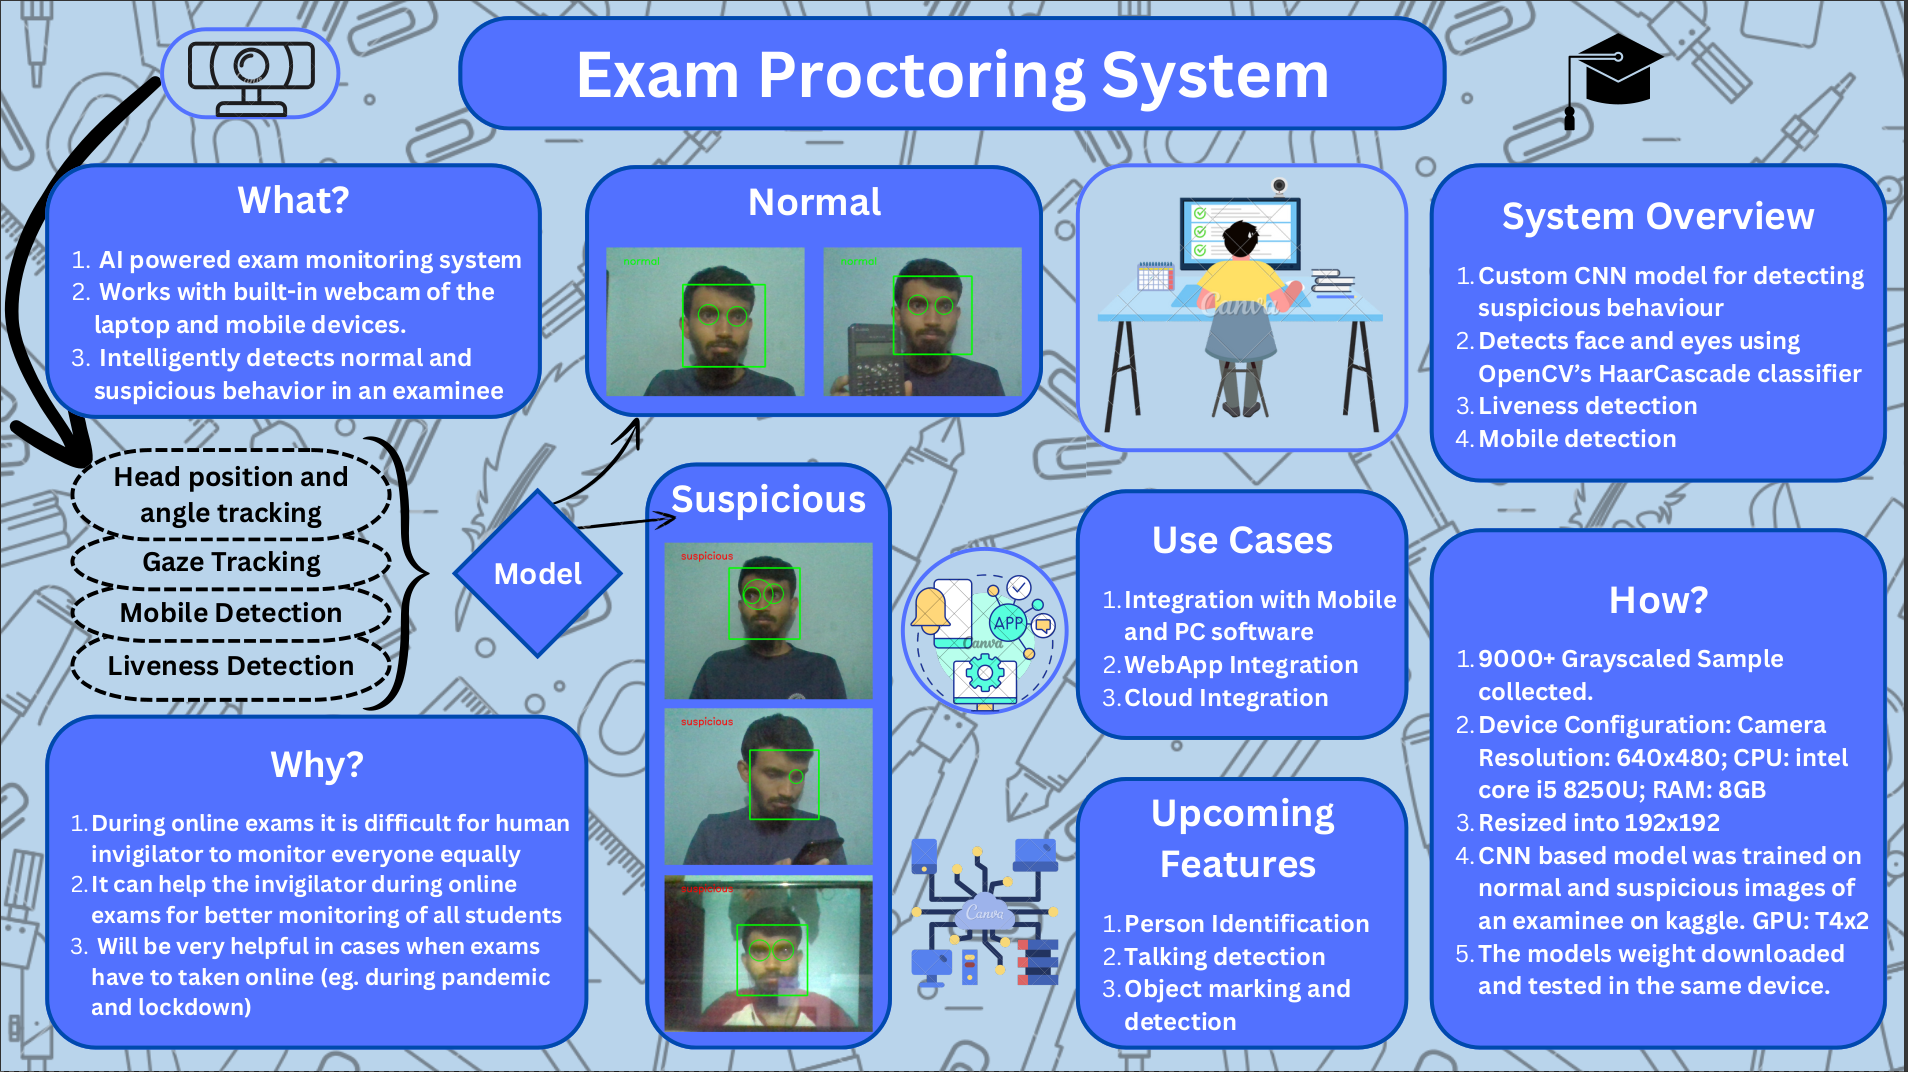 Exam Proctoring System
What?
1. AI powered exam monitoring system
2. Works with built-in webcam of the
laptop and mobile devices.
3. Intelligently detects normal and
suspicious behavior in an examinee
Head position and
angle tracking
Gaze Tracking
Mobile Detection
Liveness Detection
Model
Why?
1. During online exams it is difficult for human
invigilator to monitor everyone equally
2. It can help the invigilator during online
exams for better monitoring of all students
3. Will be very helpful in cases when exams
have to taken online (eg. during pandemic
and lockdown)
Normal
normal
normal
Suspicious
suspicious
suspicious
suspicious
Canva
APP
Canva
Canva
Use Cases
1. Integration with Mobile
and PC software
2. WebApp Integration
3. Cloud Integration
Upcoming
Features
1. Person Identification
2. Talking detection
3. Object marking and
detection
System Overview
1. Custom CNN model for detecting
suspicious behaviour
2. Detects face and eyes using
OpenCV’s HaarCascade classifier
3. Liveness detection
4. Mobile detection
How?
1. 9000+ Grayscaled Sample
collected.
2. Device Configuration: Camera
Resolution: 640x480; CPU: intel
core i5 8250U; RAM: 8GB
3. Resized into 192x192
4. CNN based model was trained on
normal and suspicious images of
an examinee on kaggle. GPU: T4x2
5. The models weight downloaded
and tested in the same device.